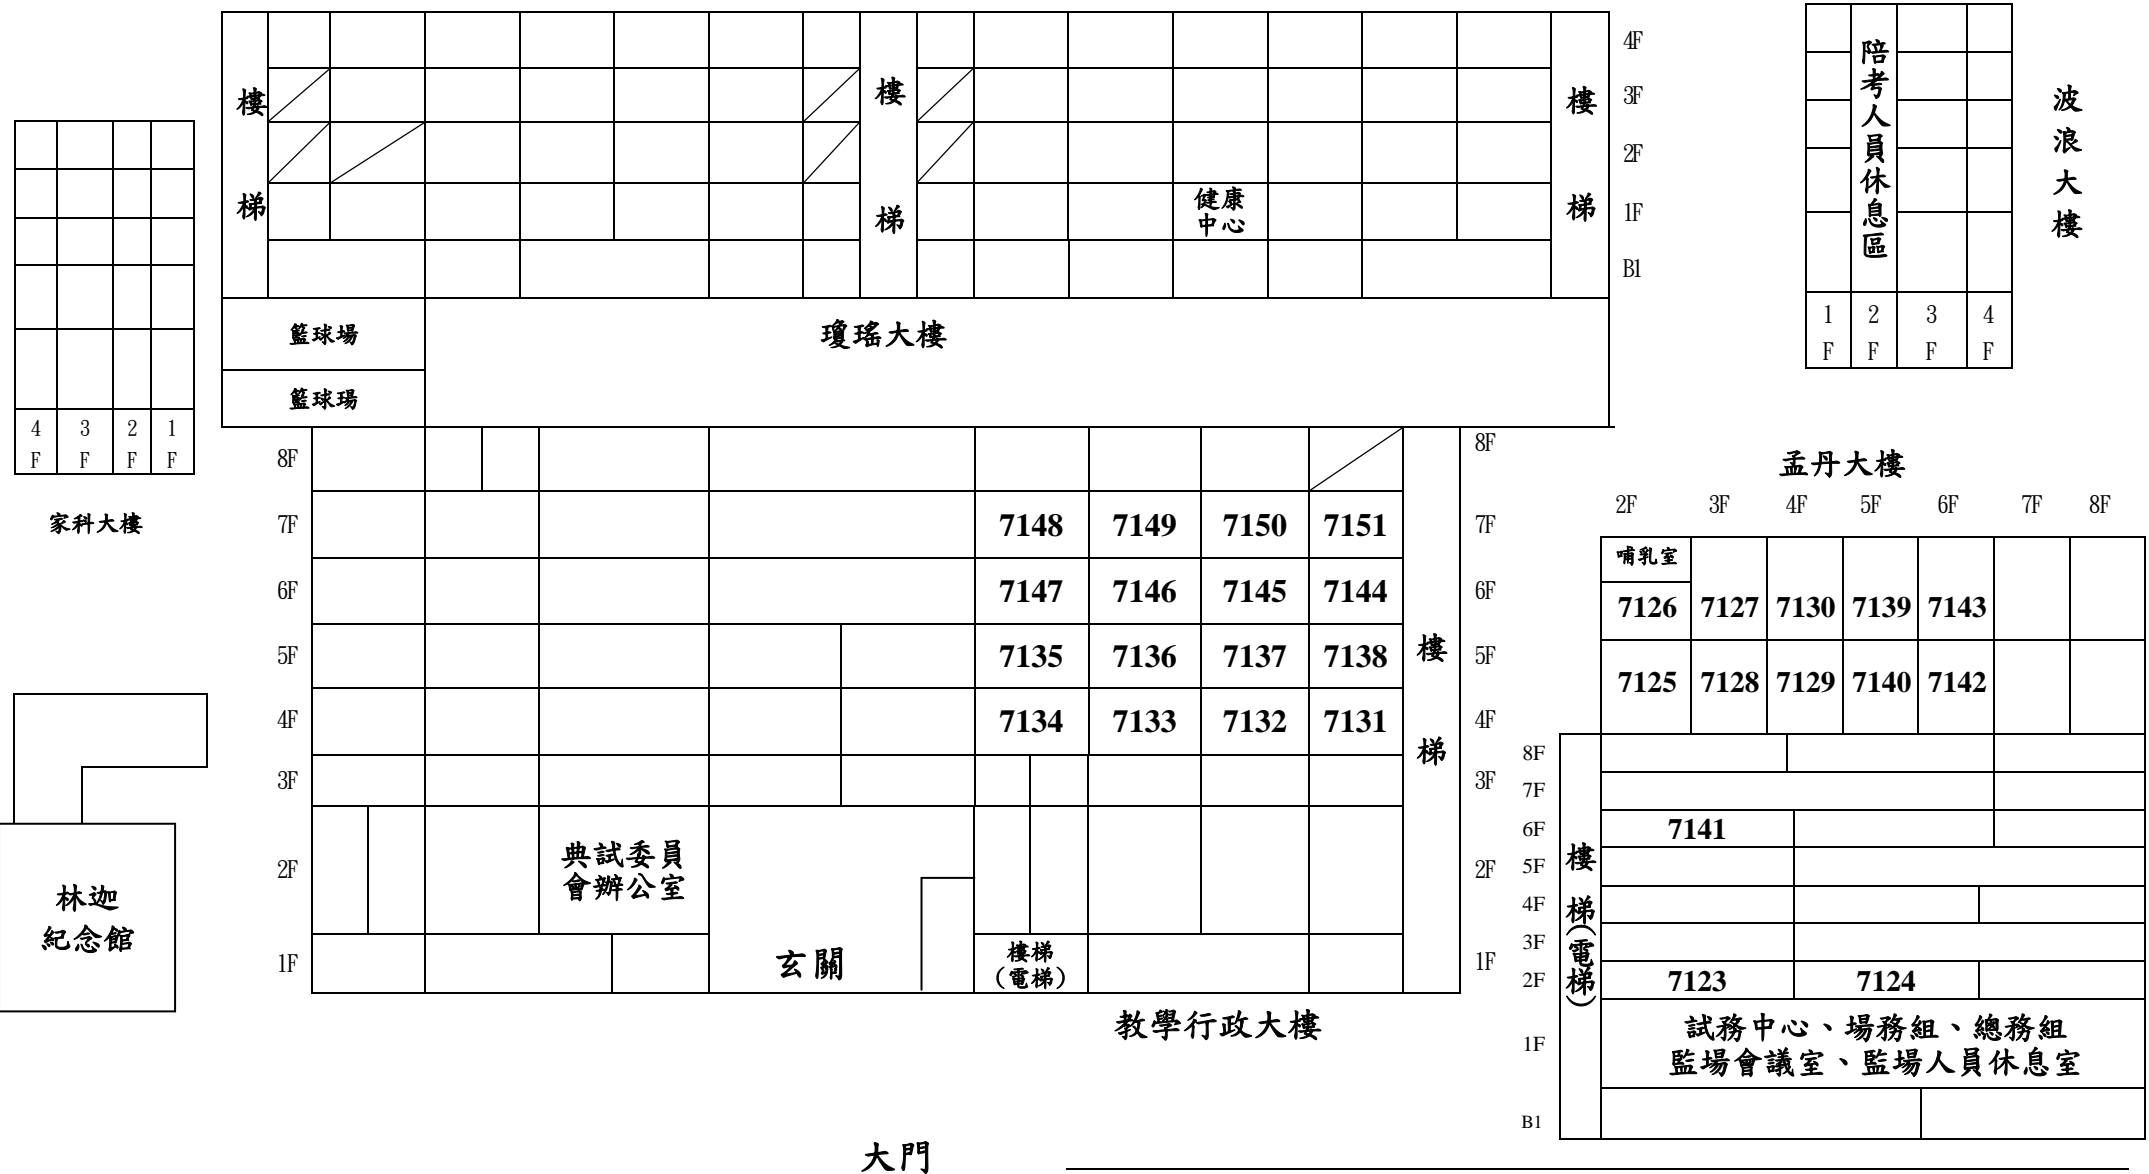 樓梯
樓梯
樓梯
4F
3F
2F
1F
B1
健康
中心
籃球場
籃球場
瓊瑤大樓
陪考人員休息區
1F
2F
3F
4F
波浪大樓
4F
3F
2F
1F
家科大樓
林迦
紀念館
8F
7F
6F
5F
4F
3F
2F
1F
7148 7149 7150 7151
7147 7146 7145 7144
7135 7136 7137 7138
7134 7133 7132 7131
典試委員
會辦公室
玄關
樓梯
(電梯)
樓梯
8F
7F
6F
5F
4F
3F
2F
1F
教學行政大樓
孟丹大樓
2F 3F 4F 5F 6F 7F 8F
哺乳室
7126 7127 7130 7139 7143
7125 7128 7129 7140 7142
8F
7F
6F
5F
4F
3F
2F
1F
B1
樓梯(電梯)
7141
7123 7124
試務中心、場務組、總務組
監場會議室、監場人員休息室
大門